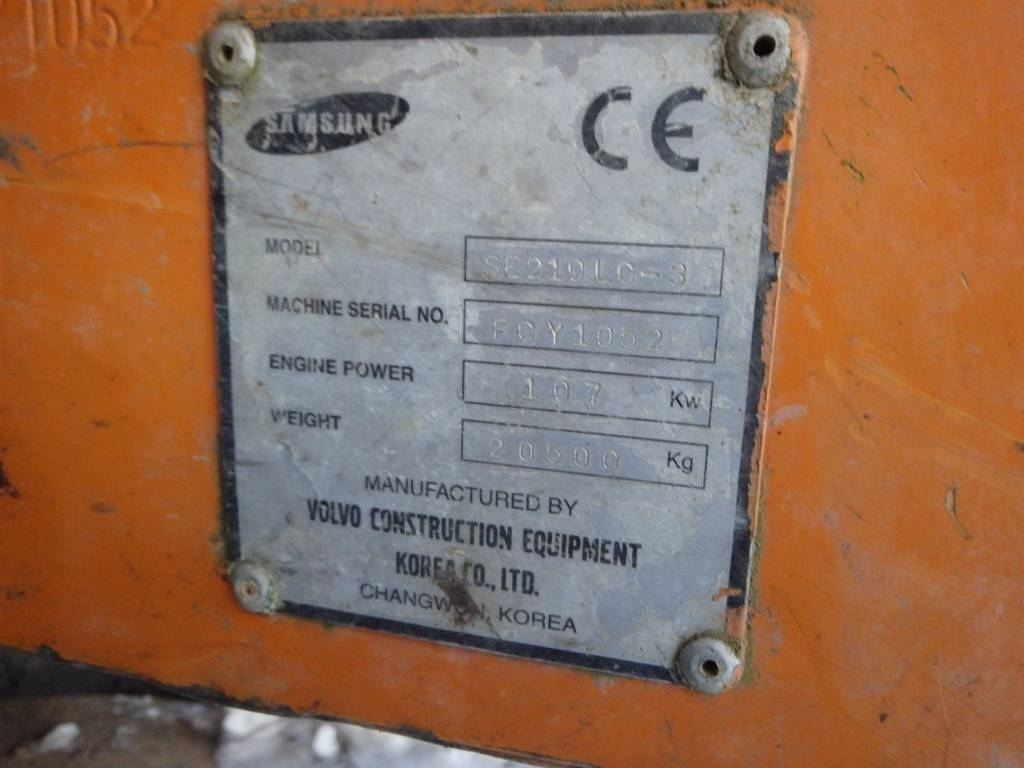 1052
SAMSUNG CE
MODEL SE210LC-3
MACHINE SERIAL NO. FCY1052
ENGINE POWER 107 Kw
WEIGHT 20500 Kg
MANUFACTURED BY
VOLVO CONSTRUCTION EQUIPMENT
KOREA CO., LTD.
CHANGWON, KOREA